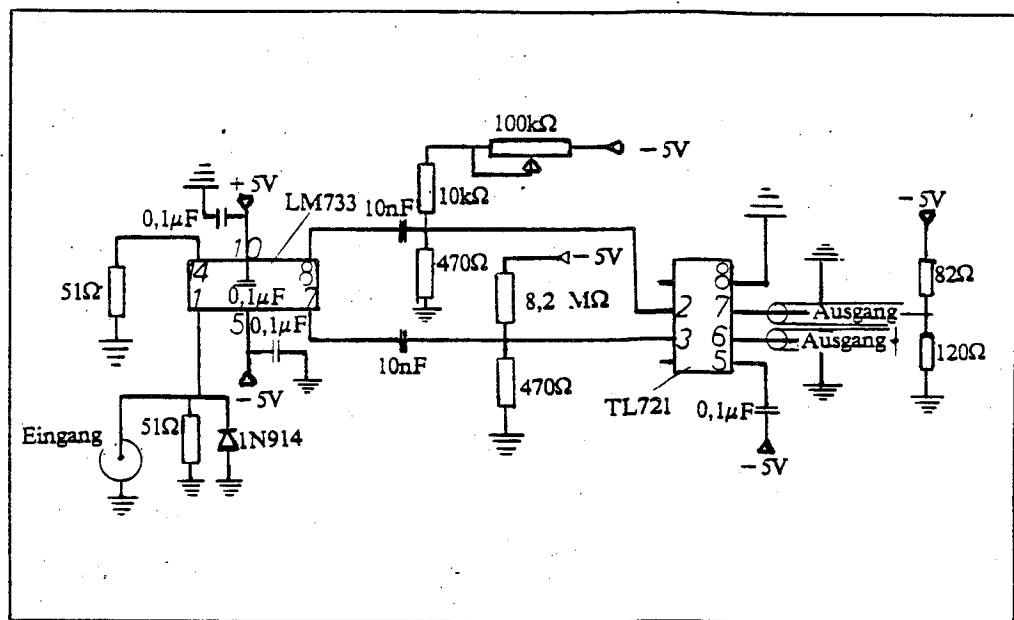 100kΩ
−5V
+5V
LM733
10kΩ
10nF
−5V
0,1µF
10
4
8
470Ω
−5V
8
82Ω
51Ω
0,1µF
1
7
8,2 MΩ
2
7
Ausgang
5
0,1µF
3
6
Ausgang
120Ω
10nF
5
−5V
470Ω
TL721
0,1µF
Eingang
51Ω
1N914
−5V